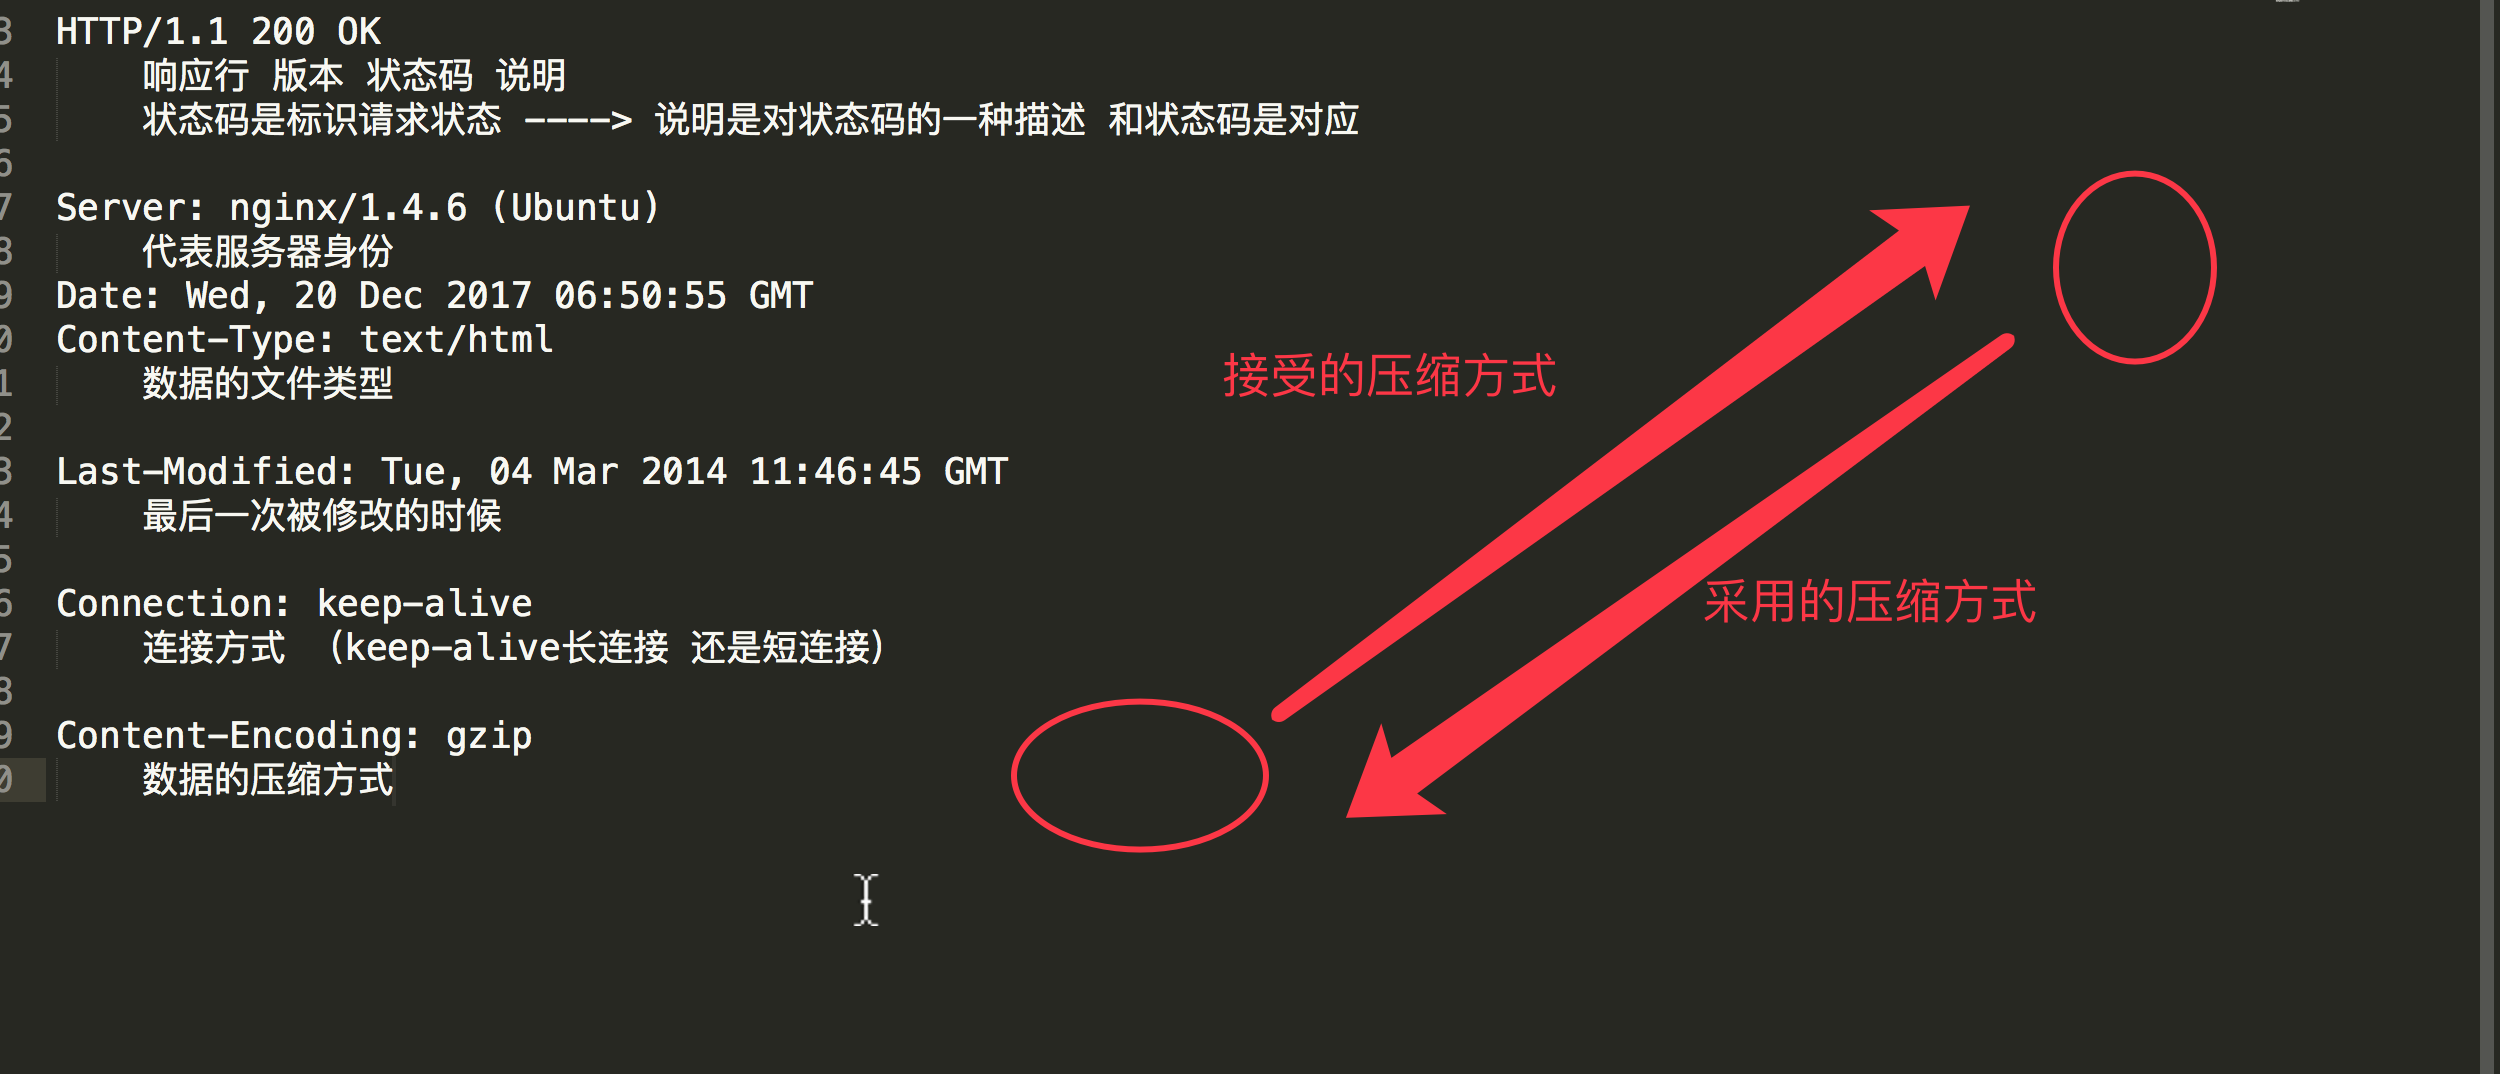 3 HTTP/1.1 200 OK
4 响应行 版本 状态码 说明
5 状态码是标识请求状态 ----> 说明是对状态码的一种描述 和状态码是对应
6
7 Server: nginx/1.4.6 (Ubuntu)
8 代表服务器身份
9 Date: Wed, 20 Dec 2017 06:50:55 GMT
0 Content-Type: text/html
1 数据的文件类型
2
3 Last-Modified: Tue, 04 Mar 2014 11:46:45 GMT
4 最后一次被修改的时候
5
6 Connection: keep-alive
7 连接方式 （keep-alive长连接 还是短连接）
8
9 Content-Encoding: gzip
0 数据的压缩方式
接受的压缩方式
采用的压缩方式